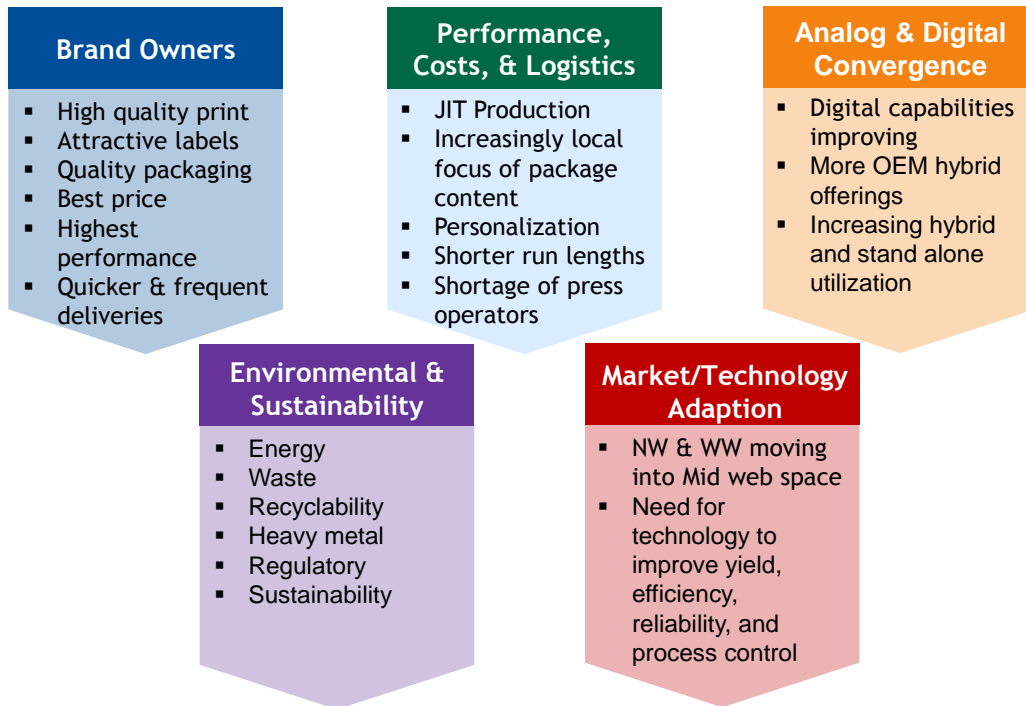 Brand Owners
▪ High quality print
▪ Attractive labels
▪ Quality packaging
▪ Best price
▪ Highest
performance
▪ Quicker & frequent
deliveries
Performance,
Costs, & Logistics
▪ JIT Production
▪ Increasingly local
focus of package
content
▪ Personalization
▪ Shorter run lengths
▪ Shortage of press
operators
Analog & Digital
Convergence
▪ Digital capabilities
improving
▪ More OEM hybrid
offerings
▪ Increasing hybrid
and stand alone
utilization
Environmental &
Sustainability
▪ Energy
▪ Waste
▪ Recyclability
▪ Heavy metal
▪ Regulatory
▪ Sustainability
Market/Technology
Adaption
▪ NW & WW moving
into Mid web space
▪ Need for
technology to
improve yield,
efficiency,
reliability, and
process control